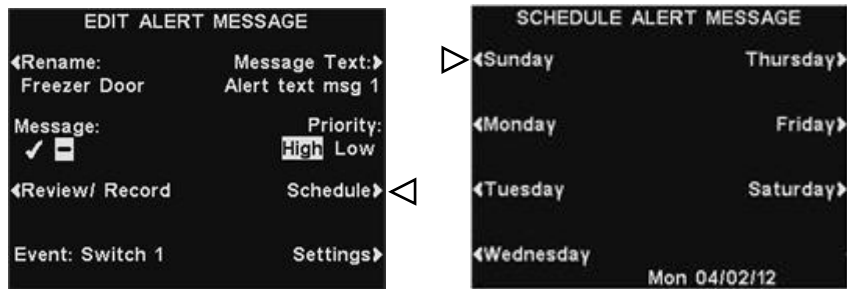 EDIT ALERT MESSAGE
Rename: Message Text:
Freezer Door Alert text msg 1
Message: Priority:
High Low
Review/ Record Schedule
Event: Switch 1 Settings
SCHEDULE ALERT MESSAGE
Sunday Thursday
Monday Friday
Tuesday Saturday
Wednesday
Mon 04/02/12